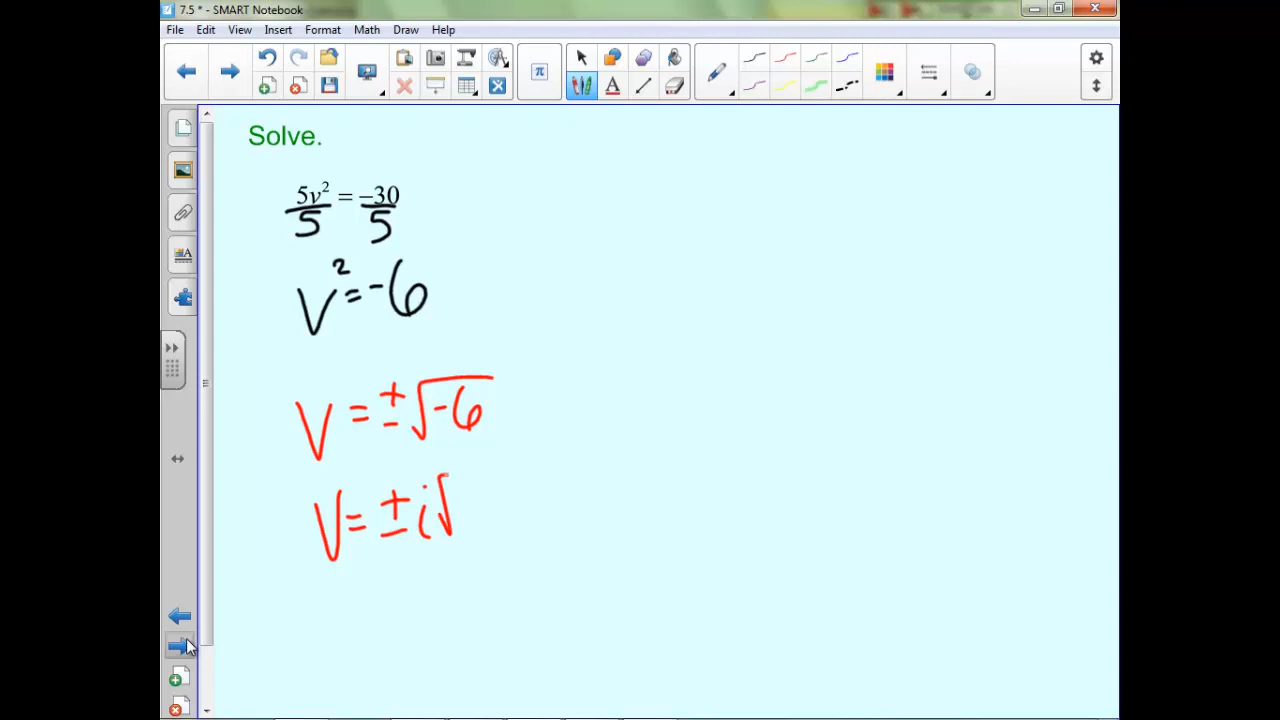 7.5 * - SMART Notebook
File Edit View Insert Format Math Draw Help
π
A
A
Solve.
5v² = −30
5 5
v² = -6
v = ± √-6
v = ± i√